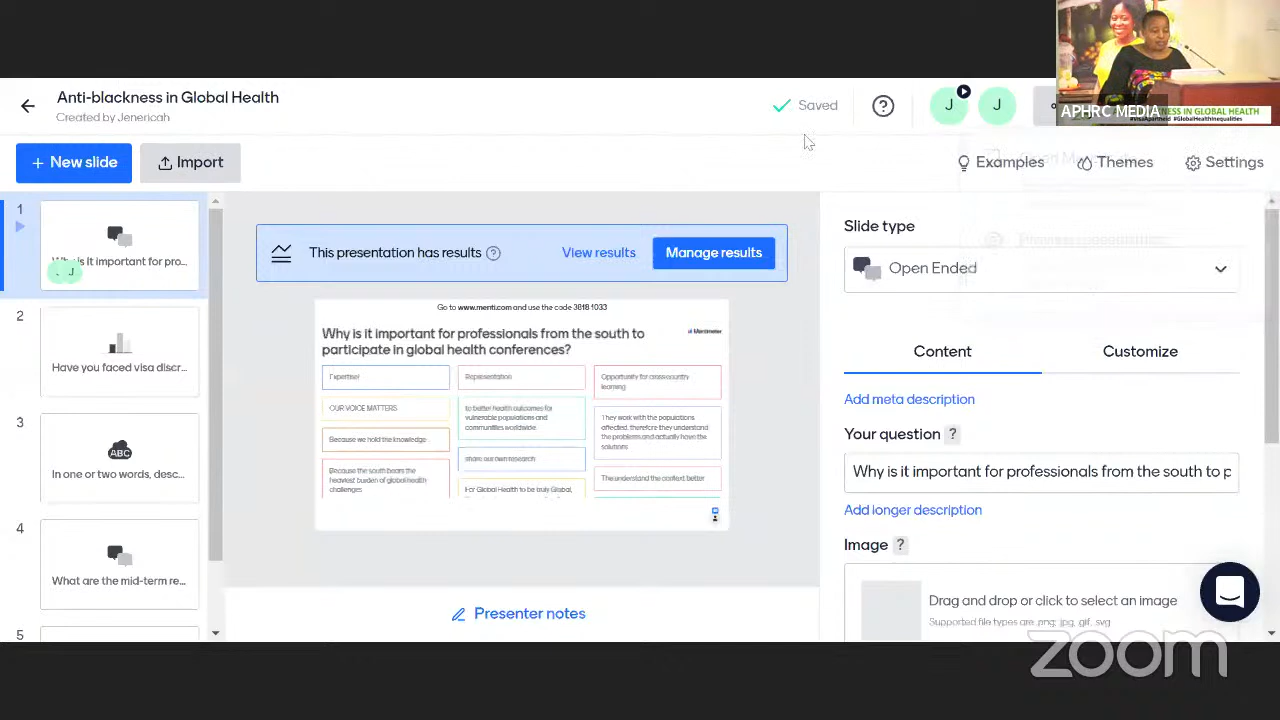 Anti-blackness in Global Health
Created by Jenericah
Saved
J
J
APHRC MEDIA
NESS IN GLOBAL HEALTH
#VisaApartheid #GlobalHealthInequalities
+ New slide
Import
Examples
Themes
Settings
1
is it important for pro...
2
Have you faced visa discr...
3
ABC
In one or two words, desc...
4
What are the mid-term re...
5
This presentation has results
View results
Manage results
Go to www.menti.com and use the code 3818 1033
Why is it important for professionals from the south to
participate in global health conferences?
Mentimeter
Expertise!
OUR VOICE MATTERS
Because we hold the knowledge
Because the south bears the
heaviest burden of global health
challenges
Representation
to better health outcomes for
vulnerable populations and
communities worldwide.
share our own research
For Global Health to be truly Global,
Opportunity for cross-country
learning
They work with the populations
affected, therefore they understand
the problems and actually have the
solutions
The understand the context better
Presenter notes
Slide type
Open Ended
Content
Customize
Add meta description
Your question ?
Why is it important for professionals from the south to p
Add longer description
Image ?
Drag and drop or click to select an image
Supported file types are .png, .jpg, .gif, .svg
zoom